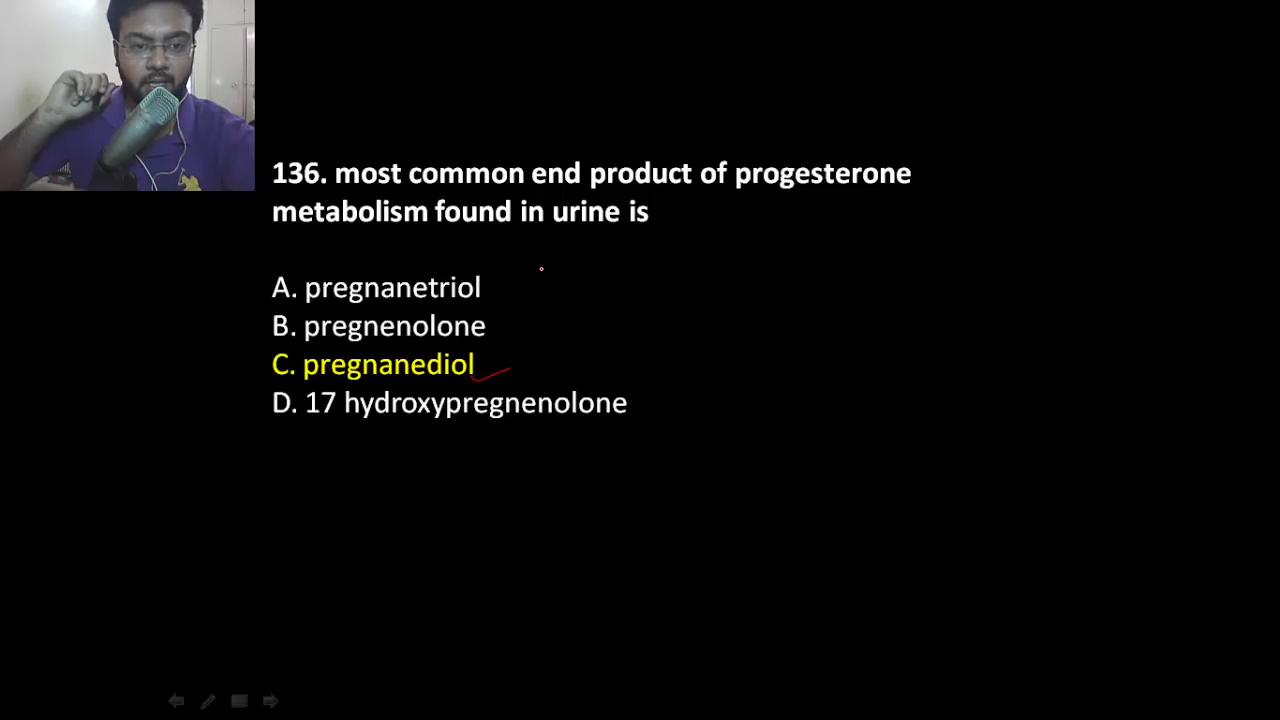 136. most common end product of progesterone
metabolism found in urine is
A. pregnanetriol
B. pregnenolone
C. pregnanediol
D. 17 hydroxypregnenolone